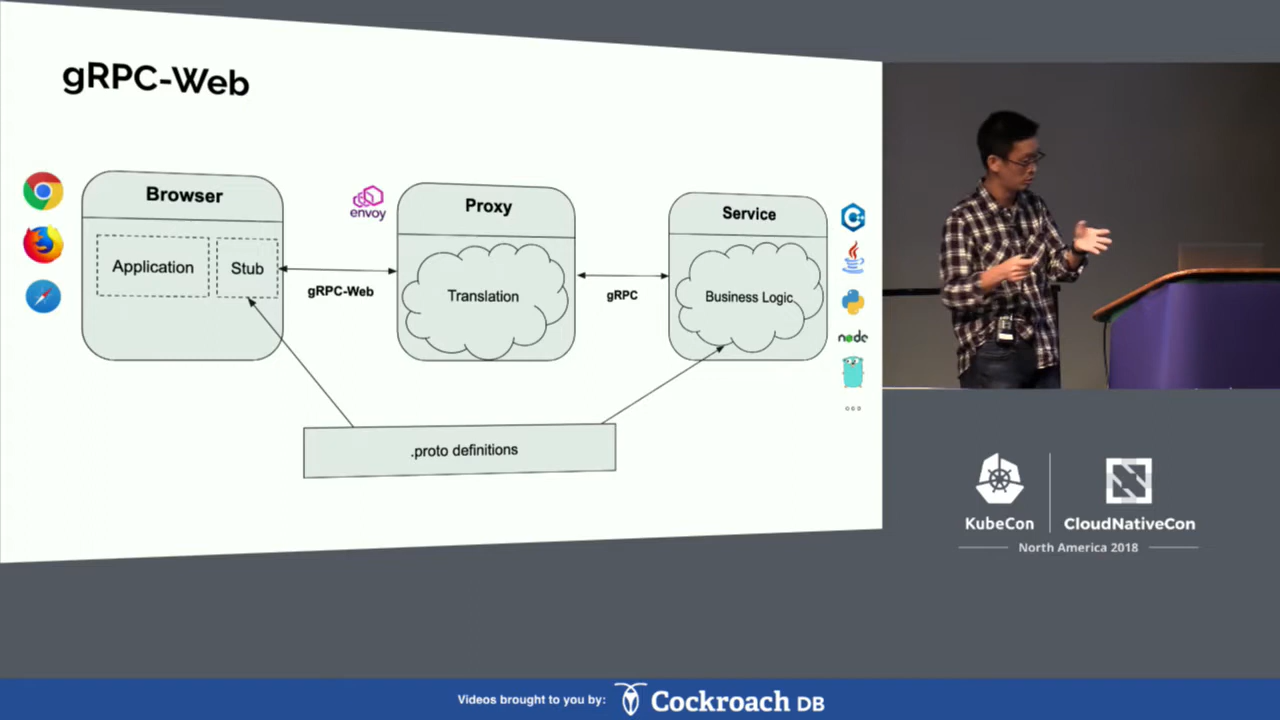 gRPC-Web
Browser
Application
Stub
gRPC-Web
envoy
Proxy
Translation
gRPC
Service
Business Logic
node
.proto definitions
KubeCon
CloudNativeCon
North America 2018
Videos brought to you by: Cockroach DB